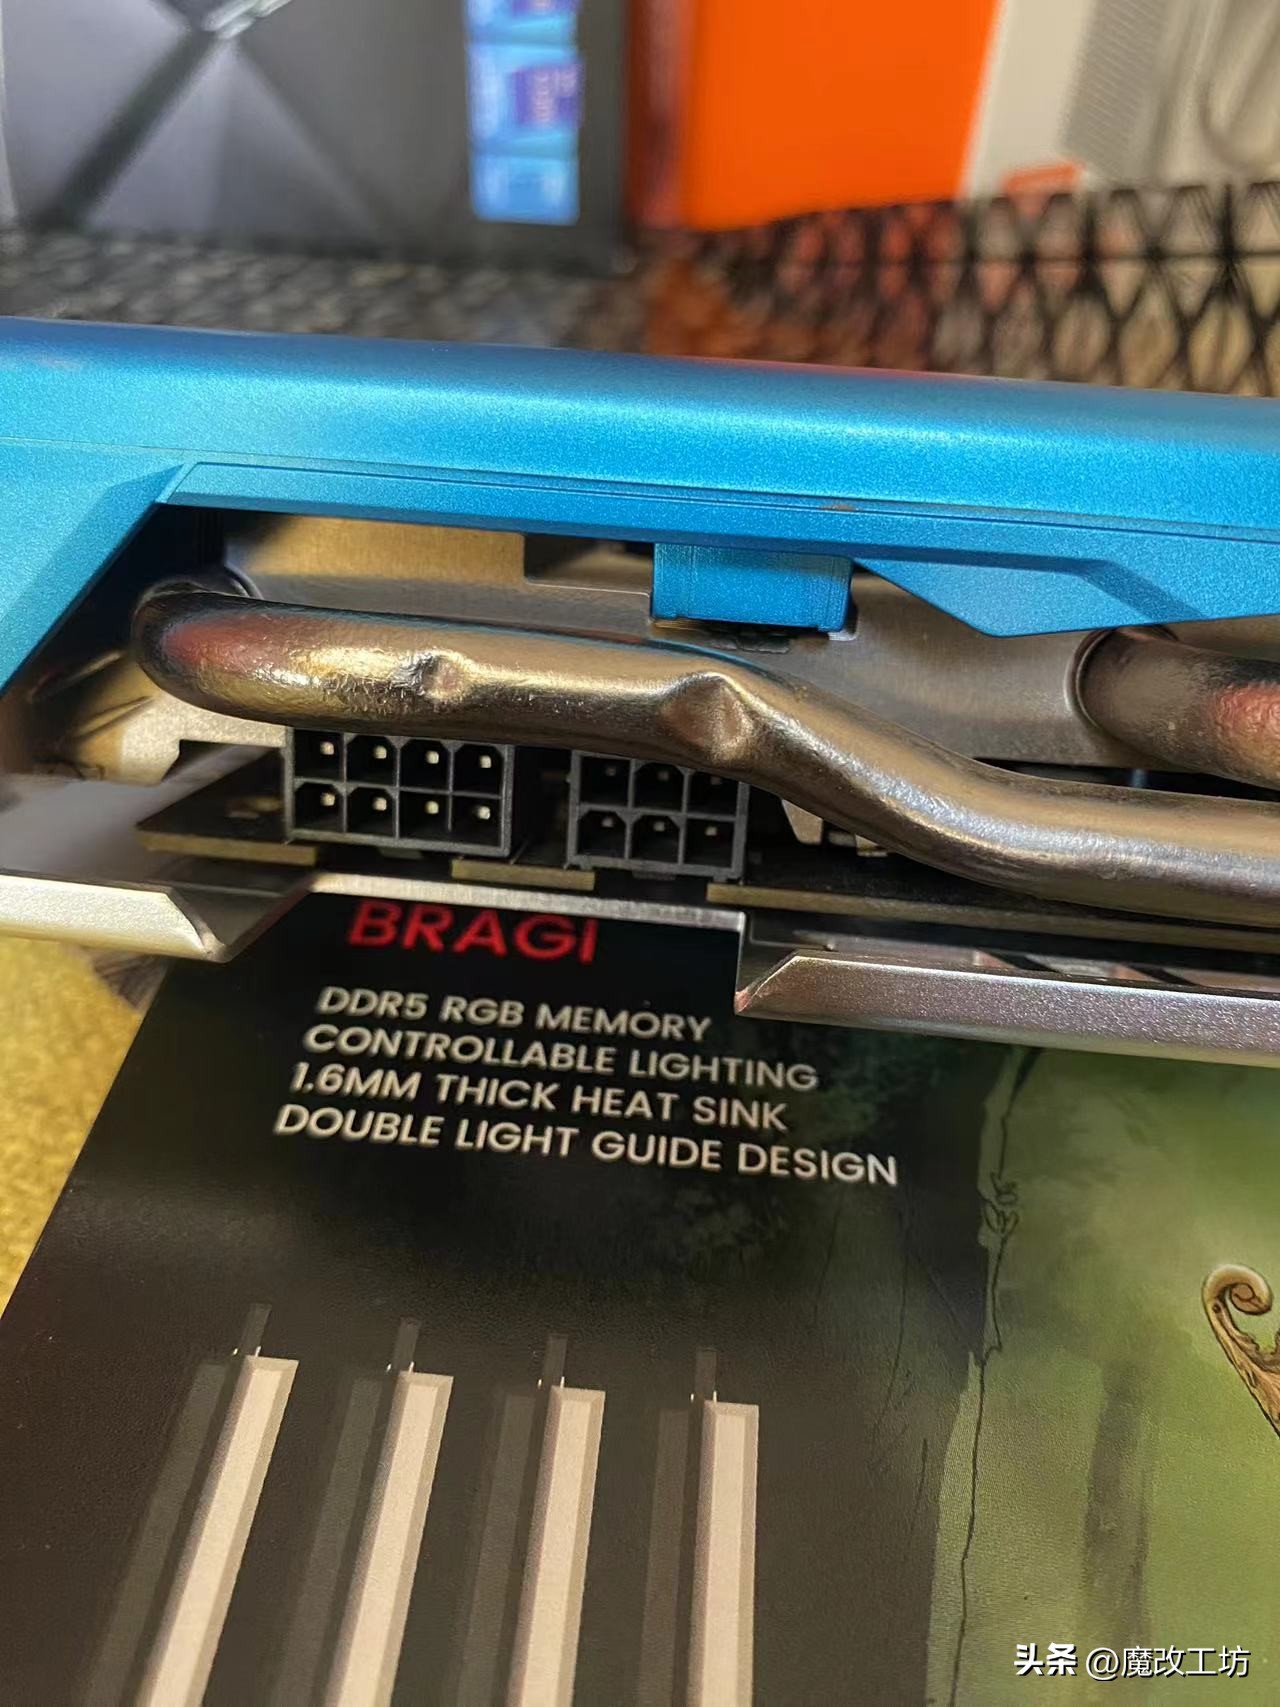 BRAGI
DDR5 RGB MEMORY
CONTROLLABLE LIGHTING
1.6MM THICK HEAT SINK
DOUBLE LIGHT GUIDE DESIGN
头条 @魔改工坊